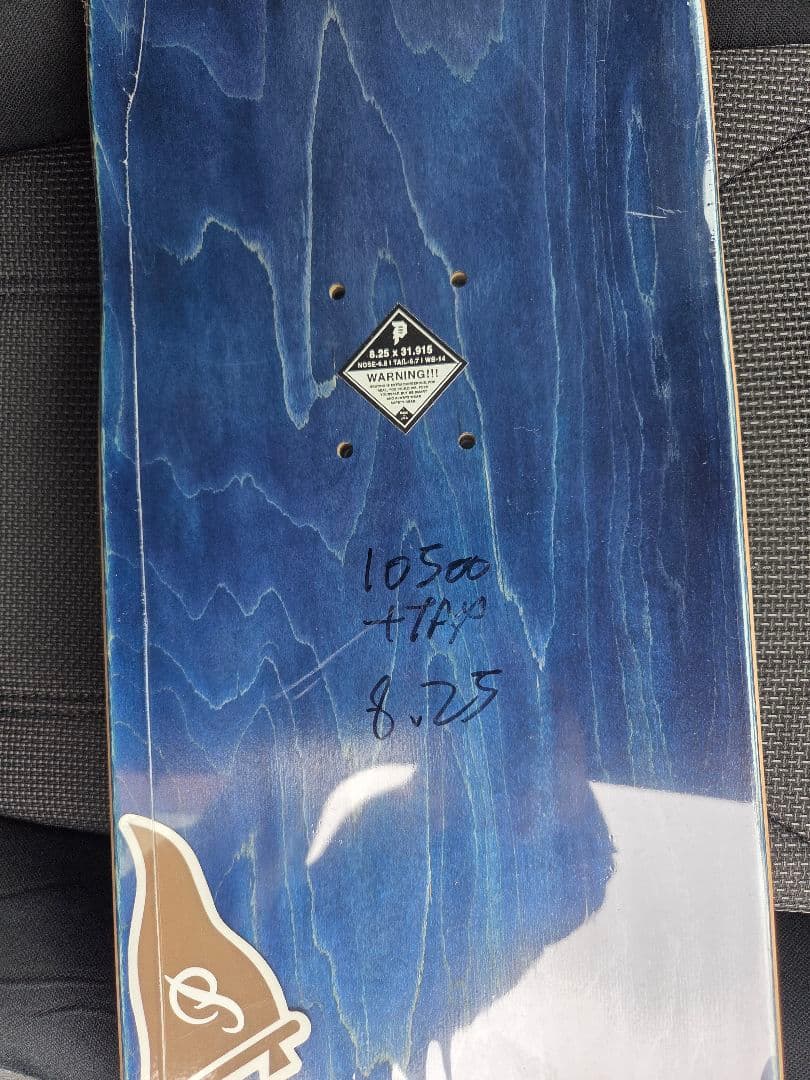 P
8.25 x 31.915
NOSE-6.8 | TAIL-6.7 | WB-14
WARNING!!!
10500
+TAX
8.25